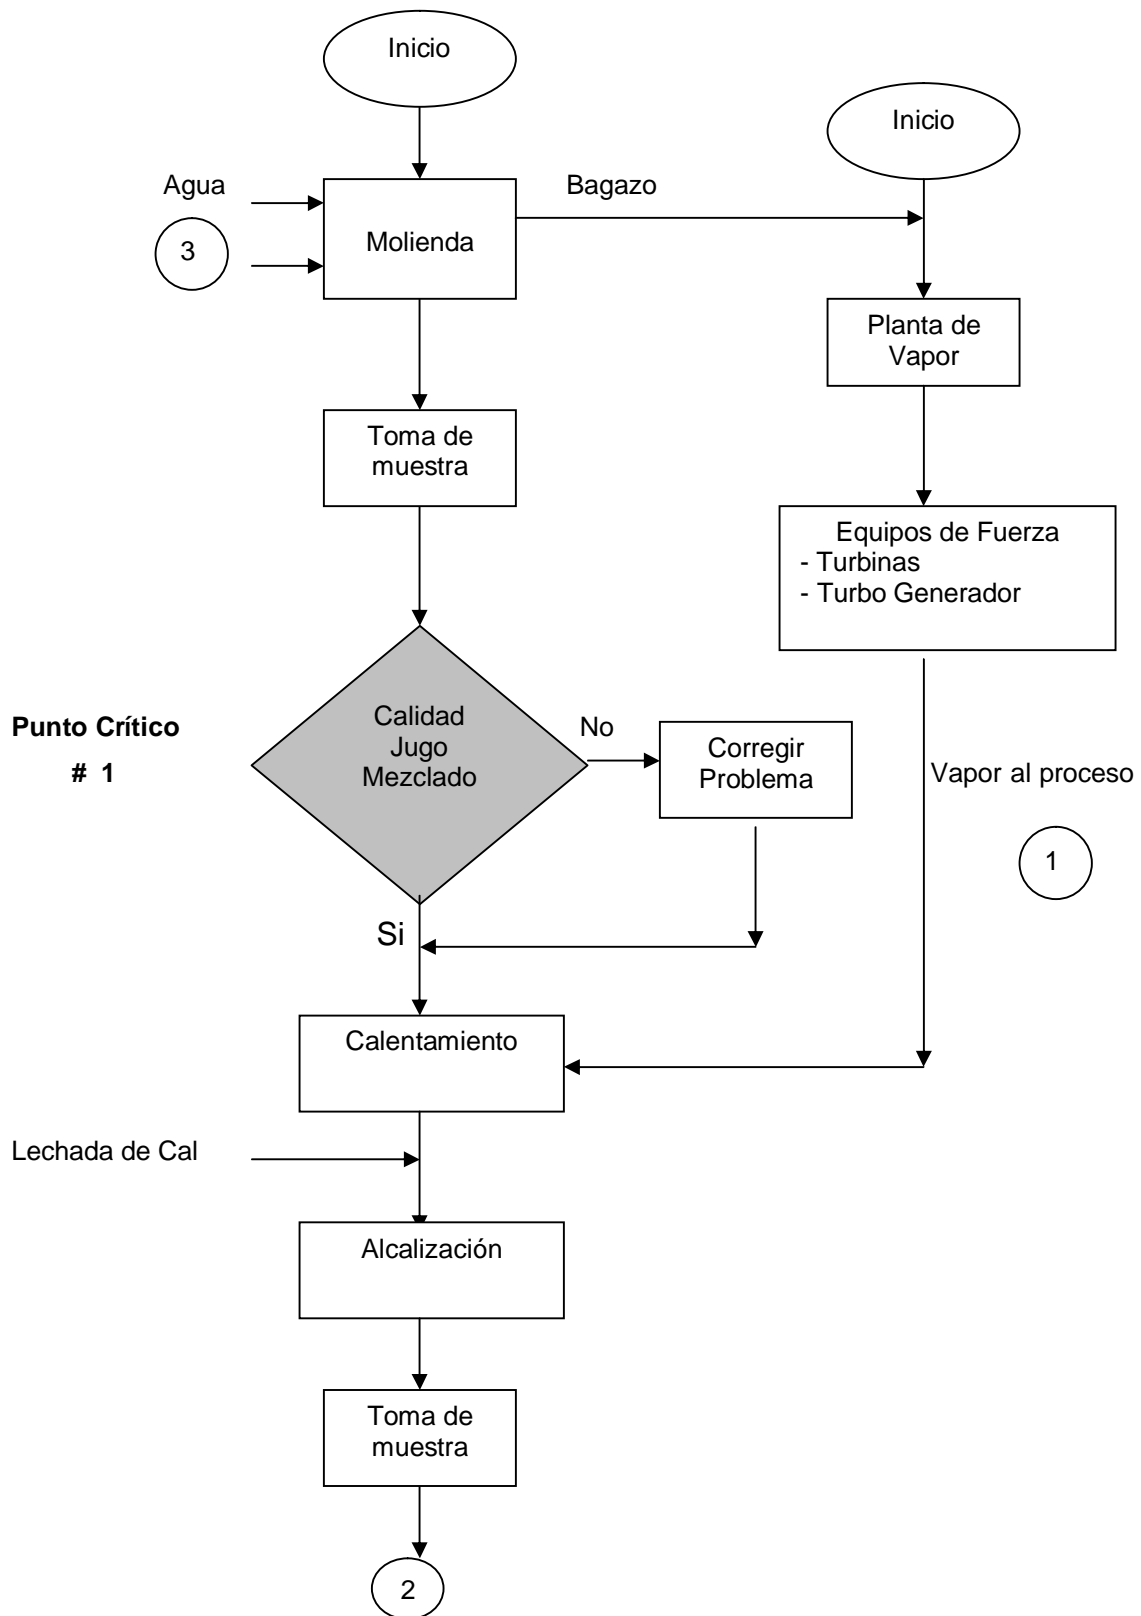 Inicio
Inicio
Agua
Bagazo
3
Molienda
Planta de
Vapor
Toma de
muestra
Equipos de Fuerza
- Turbinas
- Turbo Generador
Punto Crítico
# 1
Calidad
Jugo
Mezclado
No
Corregir
Problema
Vapor al proceso
1
Si
Calentamiento
Lechada de Cal
Alcalización
Toma de
muestra
2